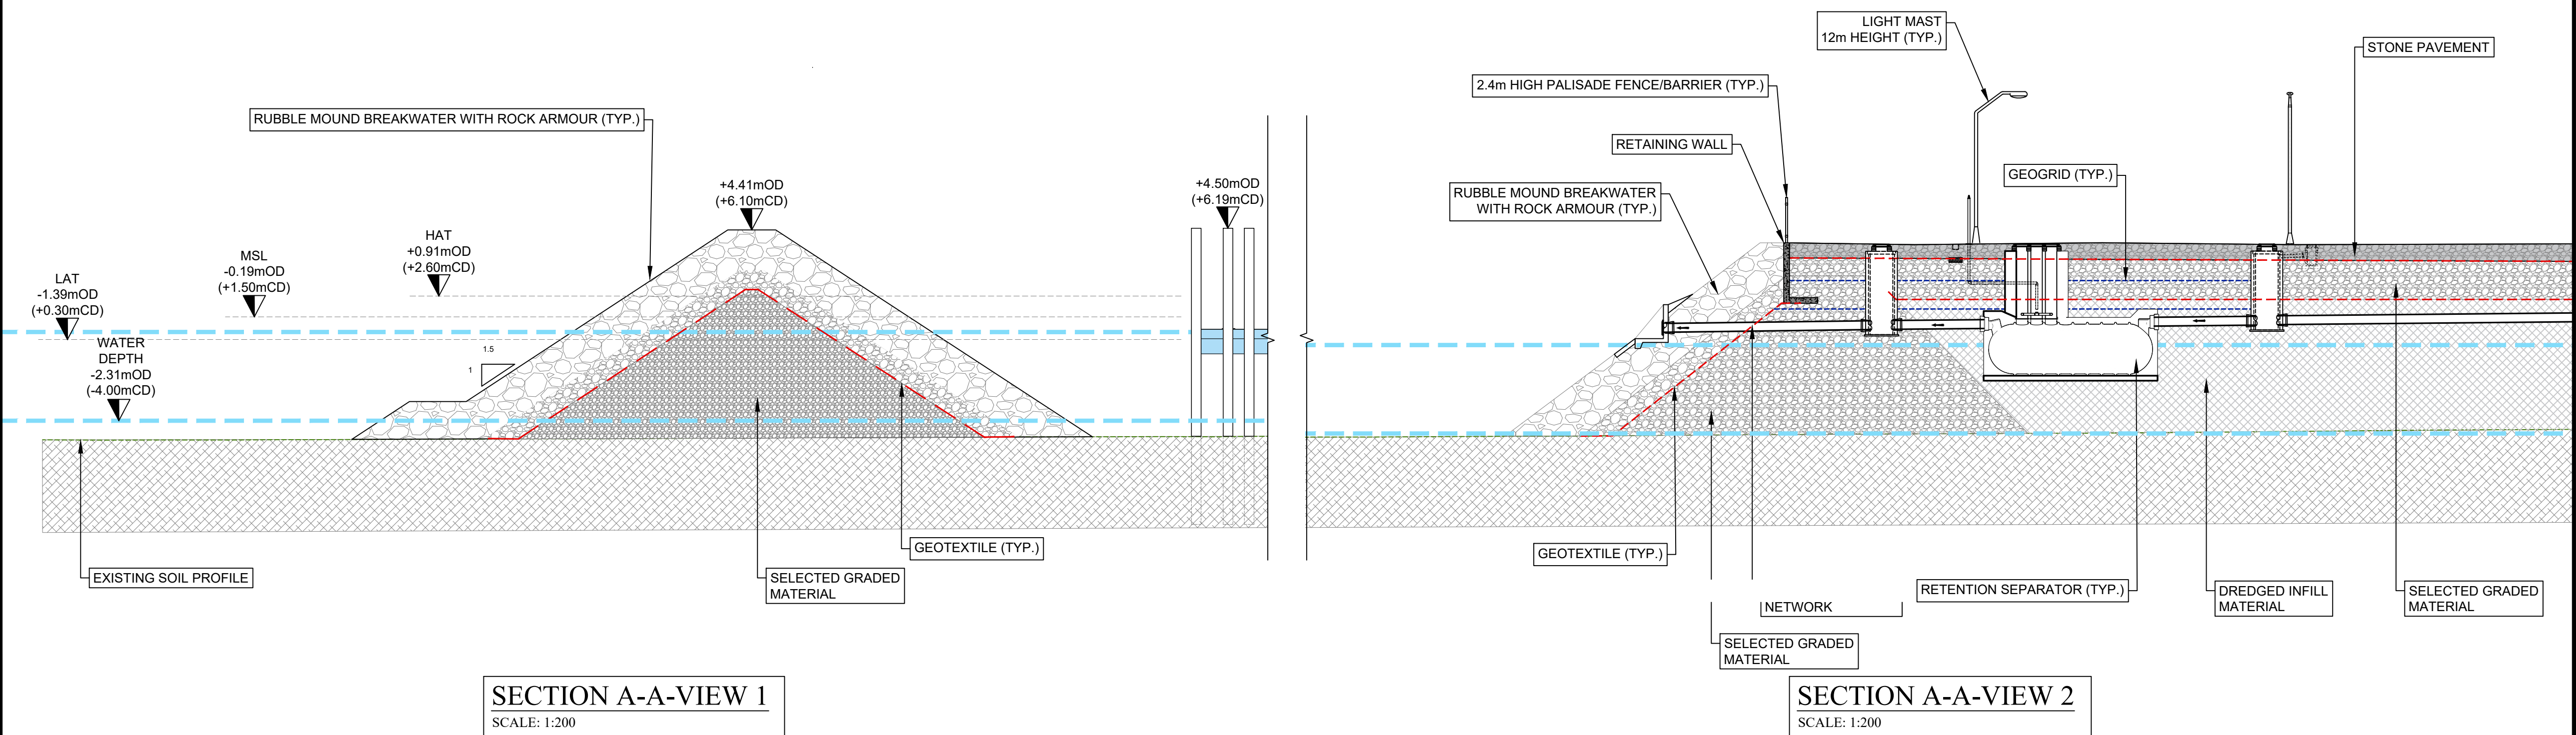 RUBBLE MOUND BREAKWATER WITH ROCK ARMOUR (TYP.)
+4.41mOD
(+6.10mCD)
+4.50mOD
(+6.19mCD)
HAT
+0.91mOD
(+2.60mCD)
MSL
-0.19mOD
(+1.50mCD)
LAT
-1.39mOD
(+0.30mCD)
WATER
DEPTH
-2.31mOD
(-4.00mCD)
1.5
1
GEOTEXTILE (TYP.)
EXISTING SOIL PROFILE
SELECTED GRADED
MATERIAL
SECTION A-A-VIEW 1
SCALE: 1:200
LIGHT MAST
12m HEIGHT (TYP.)
STONE PAVEMENT
2.4m HIGH PALISADE FENCE/BARRIER (TYP.)
RETAINING WALL
GEOGRID (TYP.)
RUBBLE MOUND BREAKWATER
WITH ROCK ARMOUR (TYP.)
GEOTEXTILE (TYP.)
NETWORK
RETENTION SEPARATOR (TYP.)
DREDGED INFILL
MATERIAL
SELECTED GRADED
MATERIAL
SELECTED GRADED
MATERIAL
SECTION A-A-VIEW 2
SCALE: 1:200